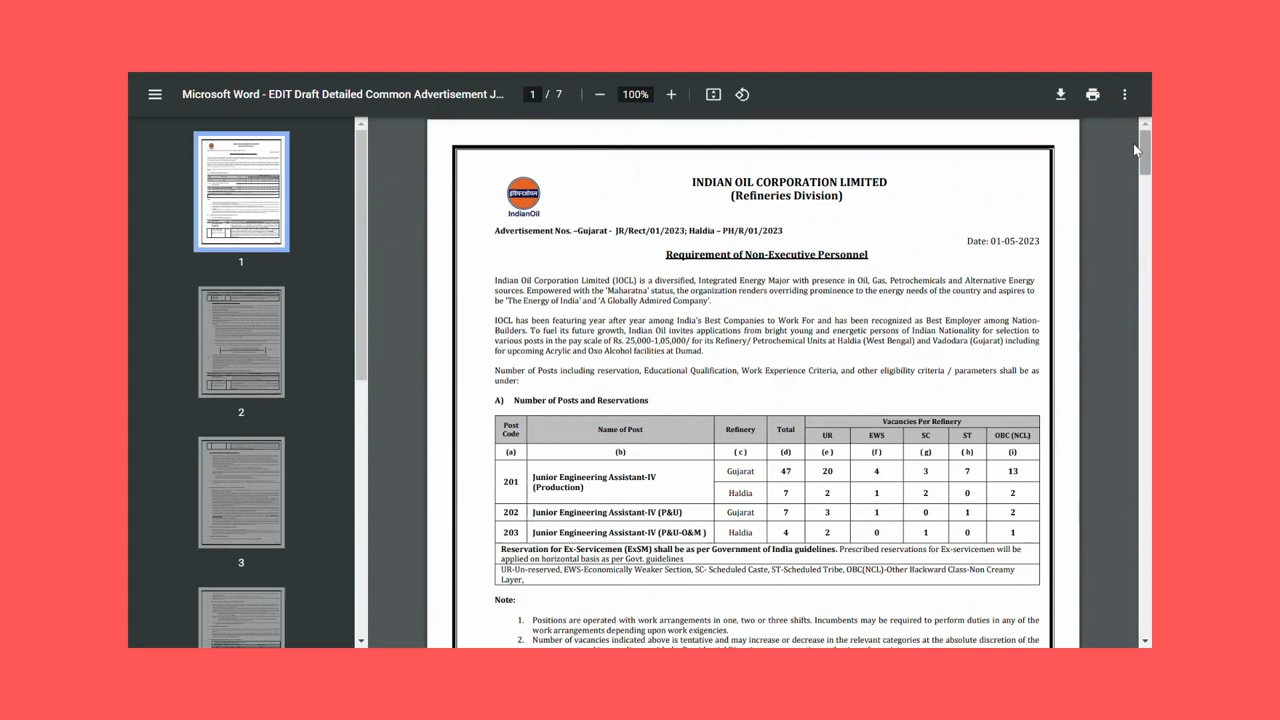 Microsoft Word - EDIT Draft Detailed Common Advertisement J...
1 / 7
100%
1
2
3
इंडियनऑयल
IndianOil
INDIAN OIL CORPORATION LIMITED
(Refineries Division)
Advertisement Nos. –Gujarat - JR/Rect/01/2023; Haldia – PH/R/01/2023
Date: 01-05-2023
Requirement of Non-Executive Personnel
Indian Oil Corporation Limited (IOCL) is a diversified, Integrated Energy Major with presence in Oil, Gas, Petrochemicals and Alternative Energy
sources. Empowered with the 'Maharatna' status, the organization renders overriding prominence to the energy needs of the country and aspires to
be 'The Energy of India' and 'A Globally Admired Company'.
IOCL has been featuring year after year among India's Best Companies to Work For and has been recognized as Best Employer among Nation-
Builders. To fuel its future growth, Indian Oil invites applications from bright young and energetic persons of Indian Nationality for selection to
various posts in the pay scale of Rs. 25,000-1,05,000/ for its Refinery/ Petrochemical Units at Haldia (West Bengal) and Vadodara (Gujarat) including
for upcoming Acrylic and Oxo Alcohol facilities at Dumad.
Number of Posts including reservation, Educational Qualification, Work Experience Criteria, and other eligibility criteria / parameters shall be as
under:
A) Number of Posts and Reservations
Post Code Name of Post Refinery Total Vacancies Per Refinery
UR EWS SC ST OBC (NCL)
(a) (b) ( c ) (d) (e) (f) ( g) ( h) (i)
201 Junior Engineering Assistant-IV (Production) Gujarat 47 20 4 3 7 13
Haldia 7 2 1 2 0 2
202 Junior Engineering Assistant-IV (P&U) Gujarat 7 3 1 0 1 2
203 Junior Engineering Assistant-IV (P&U-O&M ) Haldia 4 2 0 1 0 1
Reservation for Ex-Servicemen (ExSM) shall be as per Government of India guidelines. Prescribed reservations for Ex-servicemen will be
applied on horizontal basis as per Govt. guidelines
UR-Un-reserved, EWS-Economically Weaker Section, SC- Scheduled Caste, ST-Scheduled Tribe, OBC(NCL)-Other Backward Class-Non Creamy
Layer,
Note:
1. Positions are operated with work arrangements in one, two or three shifts. Incumbents may be required to perform duties in any of the
work arrangements depending upon work exigencies.
2. Number of vacancies indicated above is tentative and may increase or decrease in the relevant categories at the absolute discretion of the